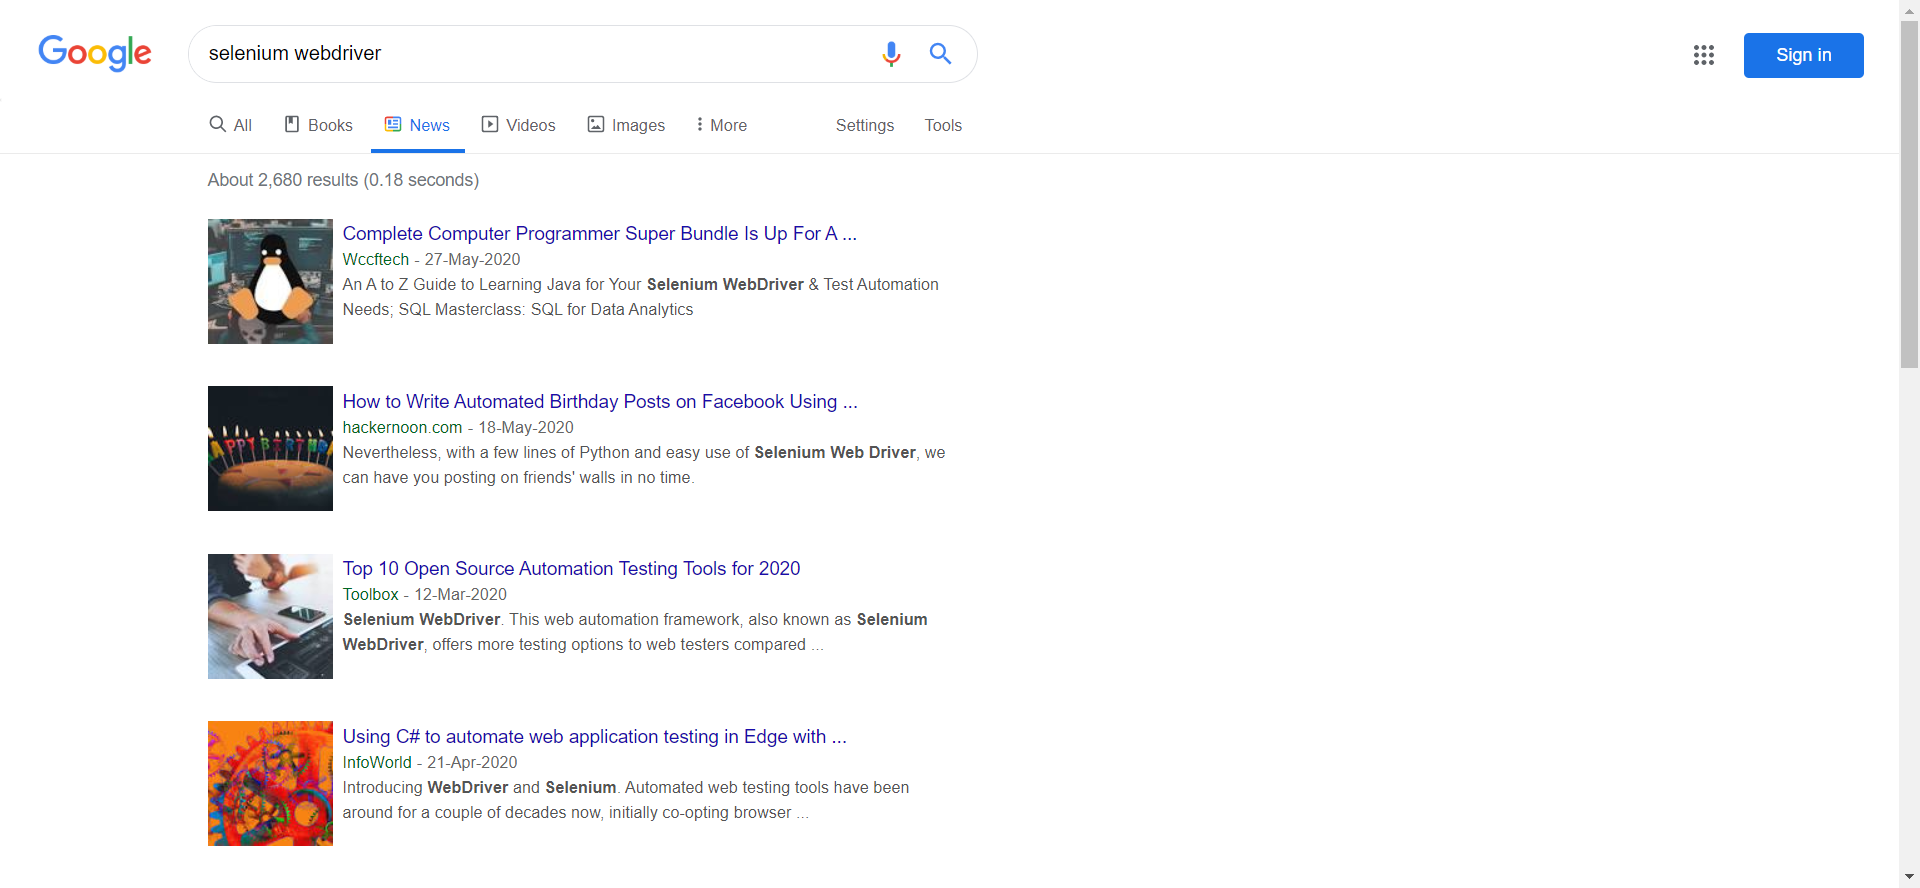 Google
selenium webdriver
Sign in
All Books News Videos Images More Settings Tools
About 2,680 results (0.18 seconds)
Complete Computer Programmer Super Bundle Is Up For A ...
Wccftech - 27-May-2020
An A to Z Guide to Learning Java for Your Selenium WebDriver & Test Automation
Needs; SQL Masterclass: SQL for Data Analytics
HAPPY BIRTHDA
How to Write Automated Birthday Posts on Facebook Using ...
hackernoon.com - 18-May-2020
Nevertheless, with a few lines of Python and easy use of Selenium Web Driver, we
can have you posting on friends' walls in no time.
Top 10 Open Source Automation Testing Tools for 2020
Toolbox - 12-Mar-2020
Selenium WebDriver. This web automation framework, also known as Selenium
WebDriver, offers more testing options to web testers compared ...
Using C# to automate web application testing in Edge with ...
InfoWorld - 21-Apr-2020
Introducing WebDriver and Selenium. Automated web testing tools have been
around for a couple of decades now, initially co-opting browser ...